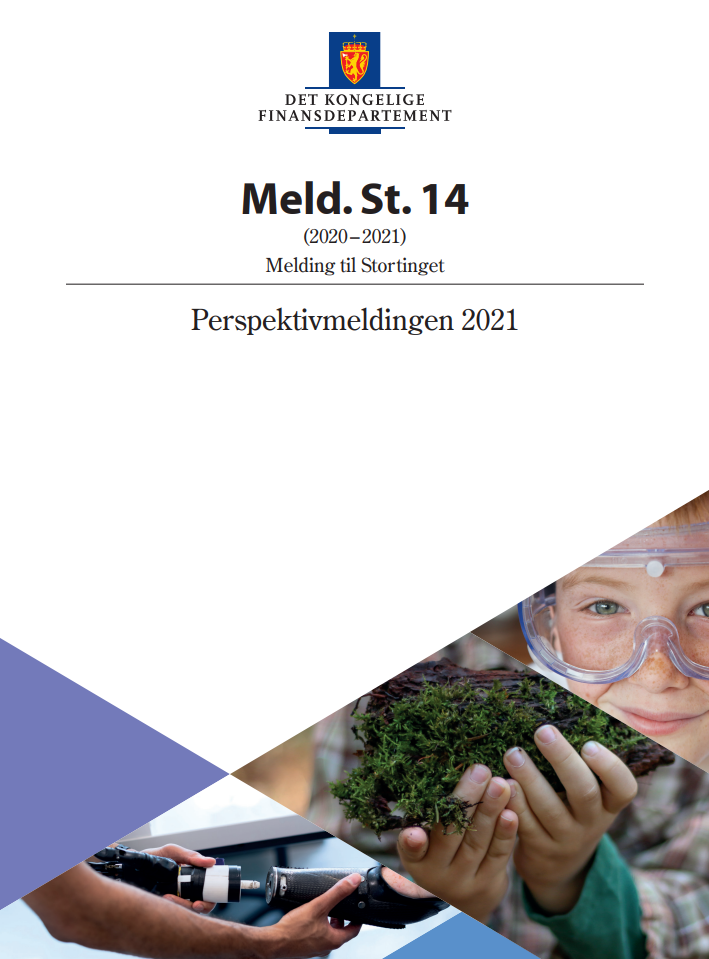 DET KONGELIGE
FINANSDEPARTEMENT
Meld. St. 14
(2020–2021)
Melding til Stortinget
Perspektivmeldingen 2021